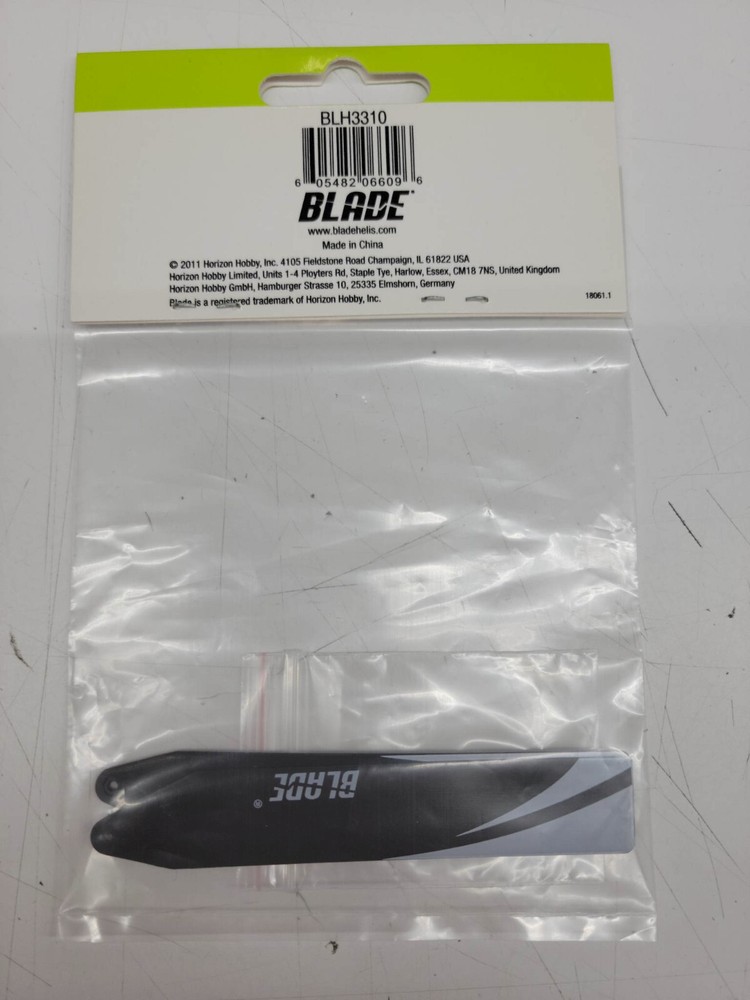 BLH3310
6 05482 06609 6
BLADE
www.bladehelis.com
Made in China
© 2011 Horizon Hobby, Inc. 4105 Fieldstone Road Champaign, IL 61822 USA
Horizon Hobby Limited, Units 1-4 Ployters Rd, Staple Tye, Harlow, Essex, CM18 7NS, United Kingdom
Horizon Hobby GmbH, Hamburger Strasse 10, 25335 Elmshorn, Germany
Blade is a registered trademark of Horizon Hobby, Inc.
18061.1
BLADE®